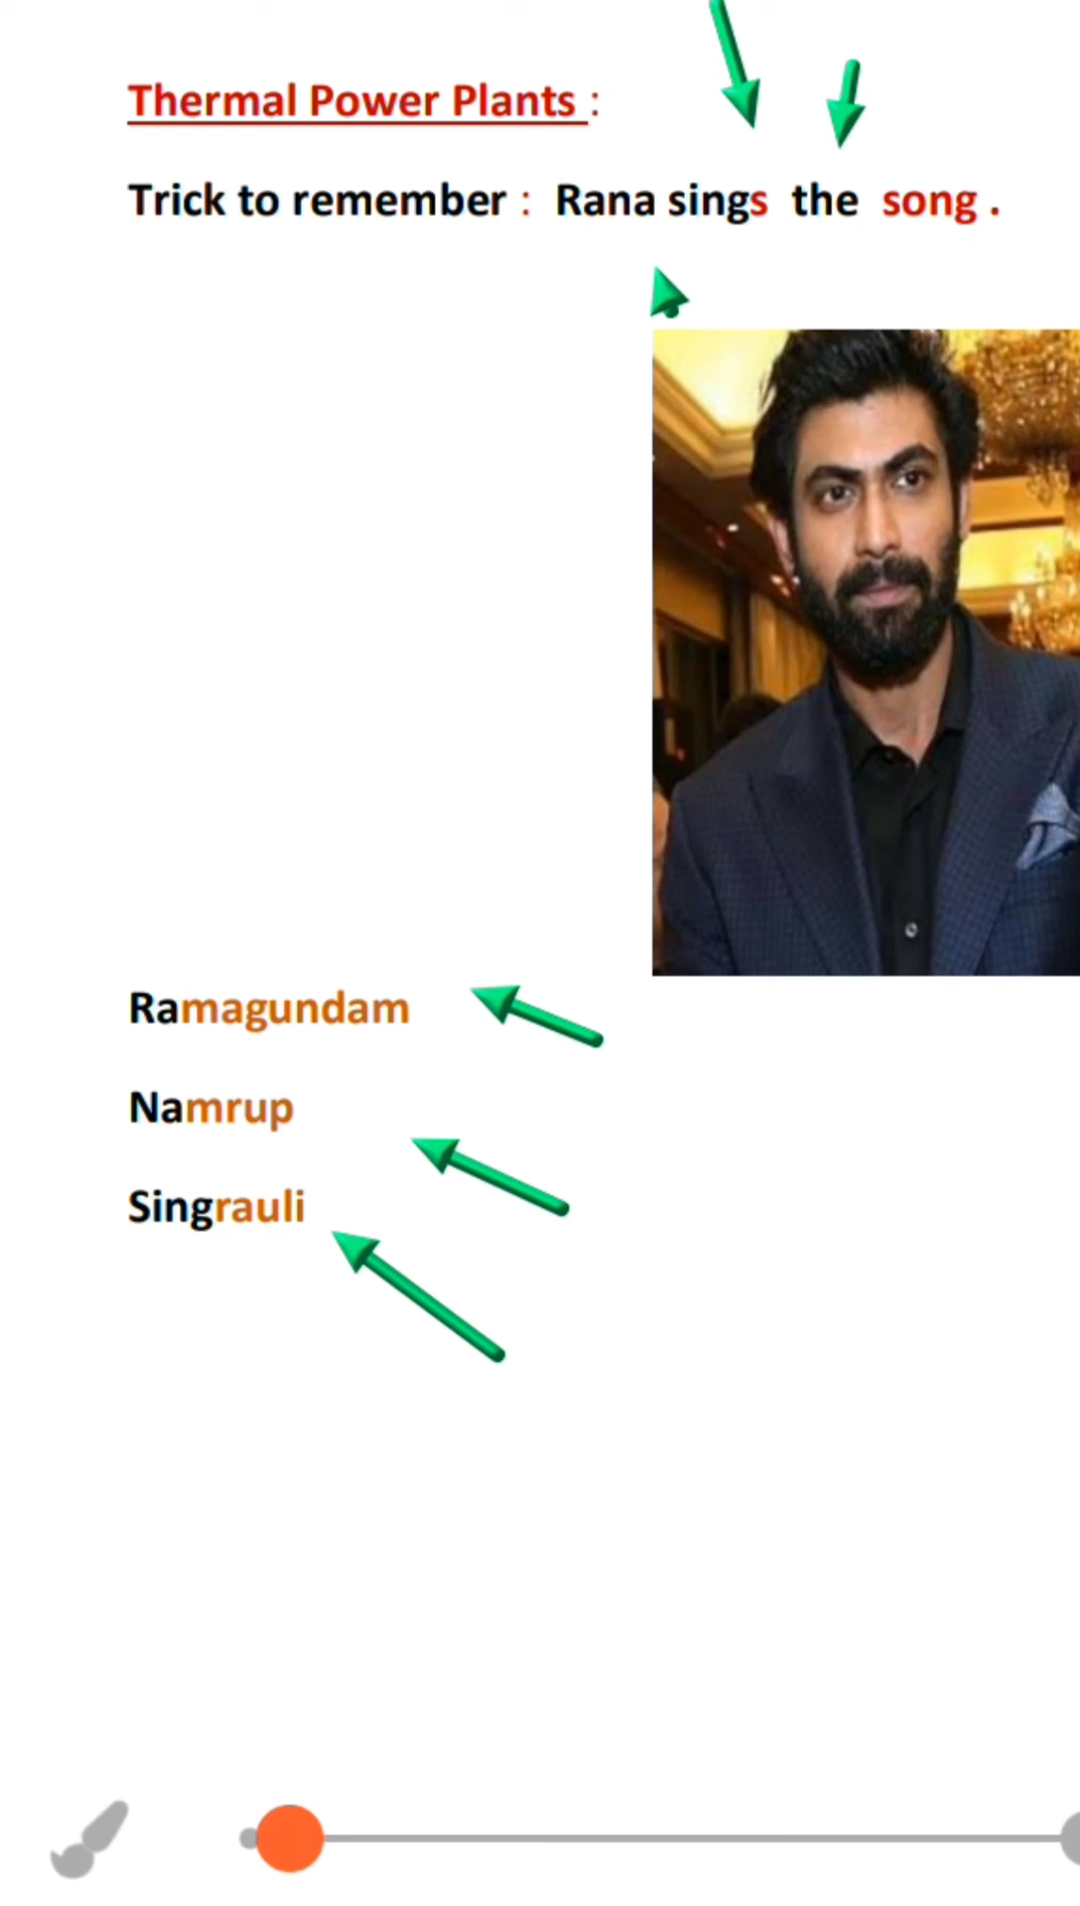 Thermal Power Plants :
Trick to remember : Rana sings the song .
Ramagundam
Namrup
Singrauli